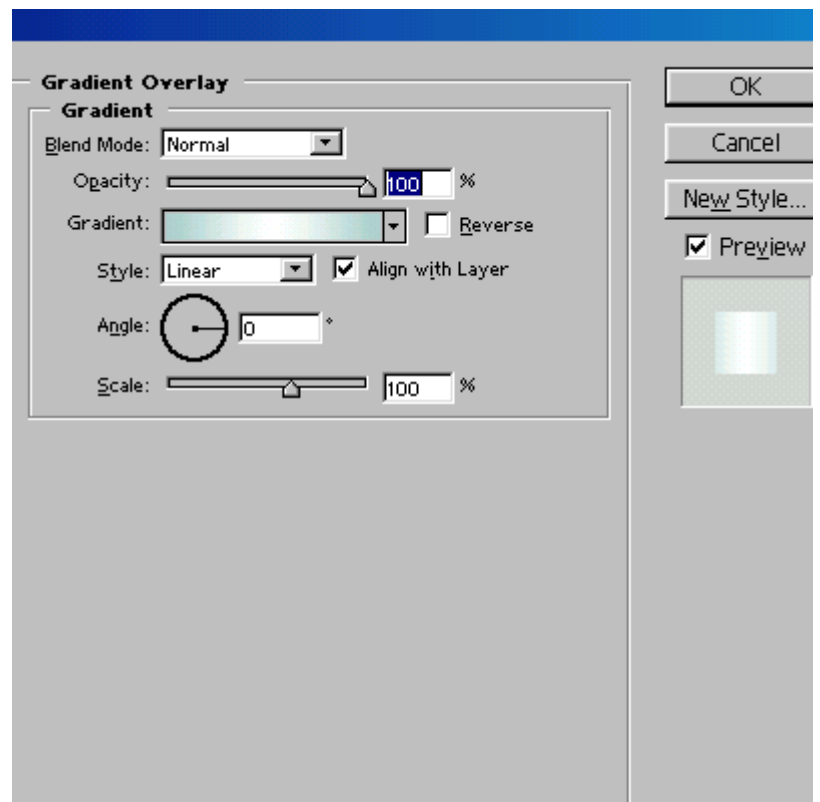 Gradient Overlay
Gradient
Blend Mode: Normal
Opacity: 100 %
Gradient: Reverse
Style: Linear Align with Layer
Angle: 0 °
Scale: 100 %
OK
Cancel
New Style...
Preview